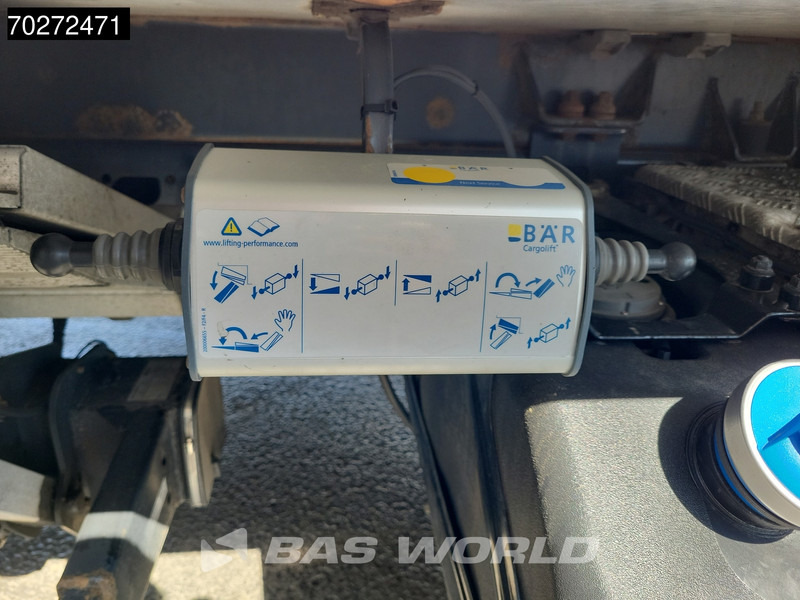 70272471
BÄR
www.lifting-performance.com
BÄR
Cargolift
BAS WORLD